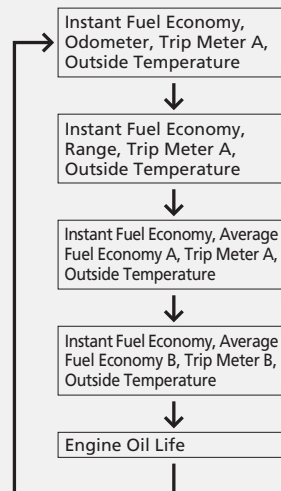 Instant Fuel Economy,
Odometer, Trip Meter A,
Outside Temperature
Instant Fuel Economy,
Range, Trip Meter A,
Outside Temperature
Instant Fuel Economy, Average
Fuel Economy A, Trip Meter A,
Outside Temperature
Instant Fuel Economy, Average
Fuel Economy B, Trip Meter B,
Outside Temperature
Engine Oil Life